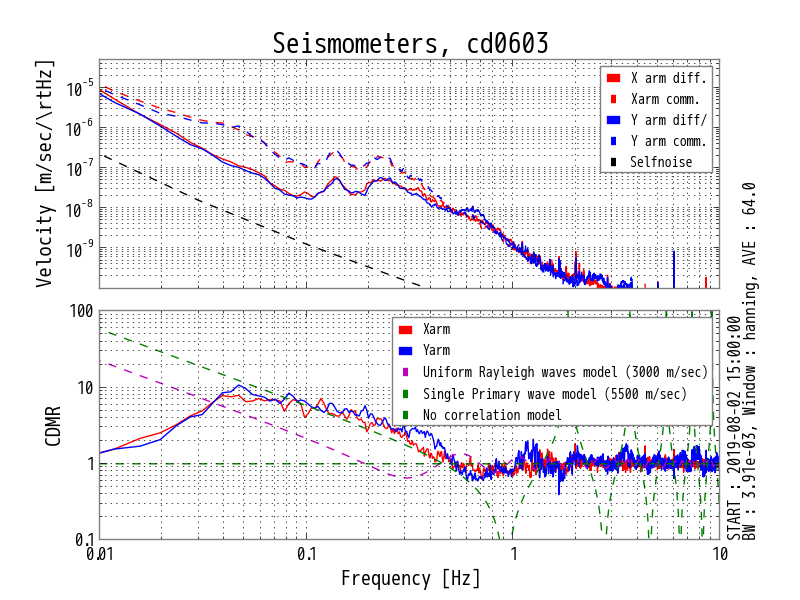 Seismometers, cd0603
Velocity [m/sec/\rtHz]
10^-5
10^-6
10^-7
10^-8
10^-9
X arm diff.
Xarm comm.
Y arm diff/
Y arm comm.
Selfnoise
CDMR
100
10
1
0.1
Xarm
Yarm
Uniform Rayleigh waves model (3000 m/sec)
Single Primary wave model (5500 m/sec)
No correlation model
0.01
0.1
1
10
Frequency [Hz]
START : 2019-08-02 15:00:00
BW : 3.91e-03, Window : hanning, AVE : 64.0